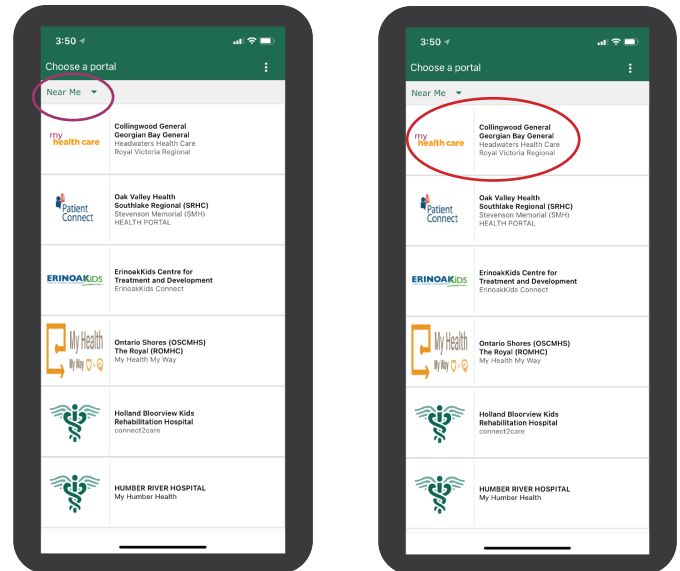 3:50
Choose a portal
Near Me
my
health care
Collingwood General
Georgian Bay General
Headwaters Health Care
Royal Victoria Regional
Patient
Connect
Oak Valley Health
Southlake Regional (SRHC)
Stevenson Memorial (SMH)
HEALTH PORTAL
ERINOAKKiDS
ErinoakKids Centre for
Treatment and Development
ErinoakKids Connect
My Health
My Way
Ontario Shores (OSCMHS)
The Royal (ROMHC)
My Health My Way
Holland Bloorview Kids
Rehabilitation Hospital
connect2care
HUMBER RIVER HOSPITAL
My Humber Health
3:50
Choose a portal
Near Me
my
health care
Collingwood General
Georgian Bay General
Headwaters Health Care
Royal Victoria Regional
Patient
Connect
Oak Valley Health
Southlake Regional (SRHC)
Stevenson Memorial (SMH)
HEALTH PORTAL
ERINOAKKiDS
ErinoakKids Centre for
Treatment and Development
ErinoakKids Connect
My Health
My Way
Ontario Shores (OSCMHS)
The Royal (ROMHC)
My Health My Way
Holland Bloorview Kids
Rehabilitation Hospital
connect2care
HUMBER RIVER HOSPITAL
My Humber Health